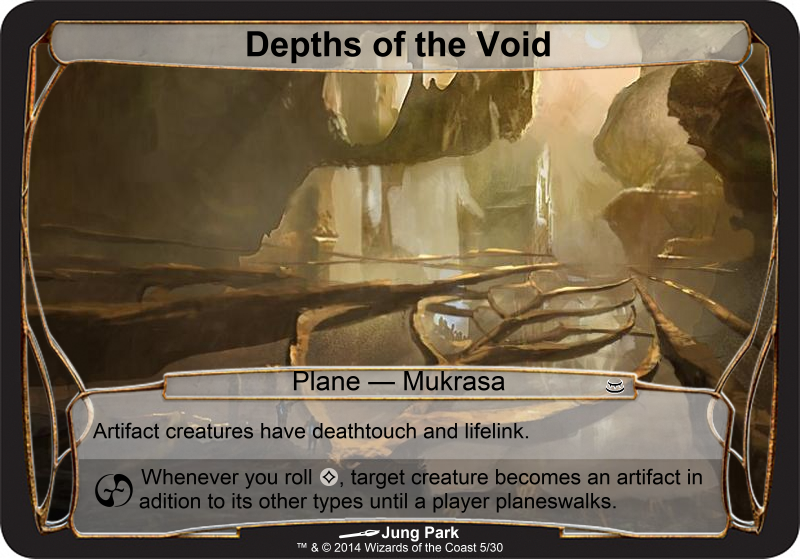 Depths of the Void
Plane — Mukrasa
Artifact creatures have deathtouch and lifelink.
Whenever you roll , target creature becomes an artifact in
adition to its other types until a player planeswalks.
Jung Park
™ & © 2014 Wizards of the Coast 5/30